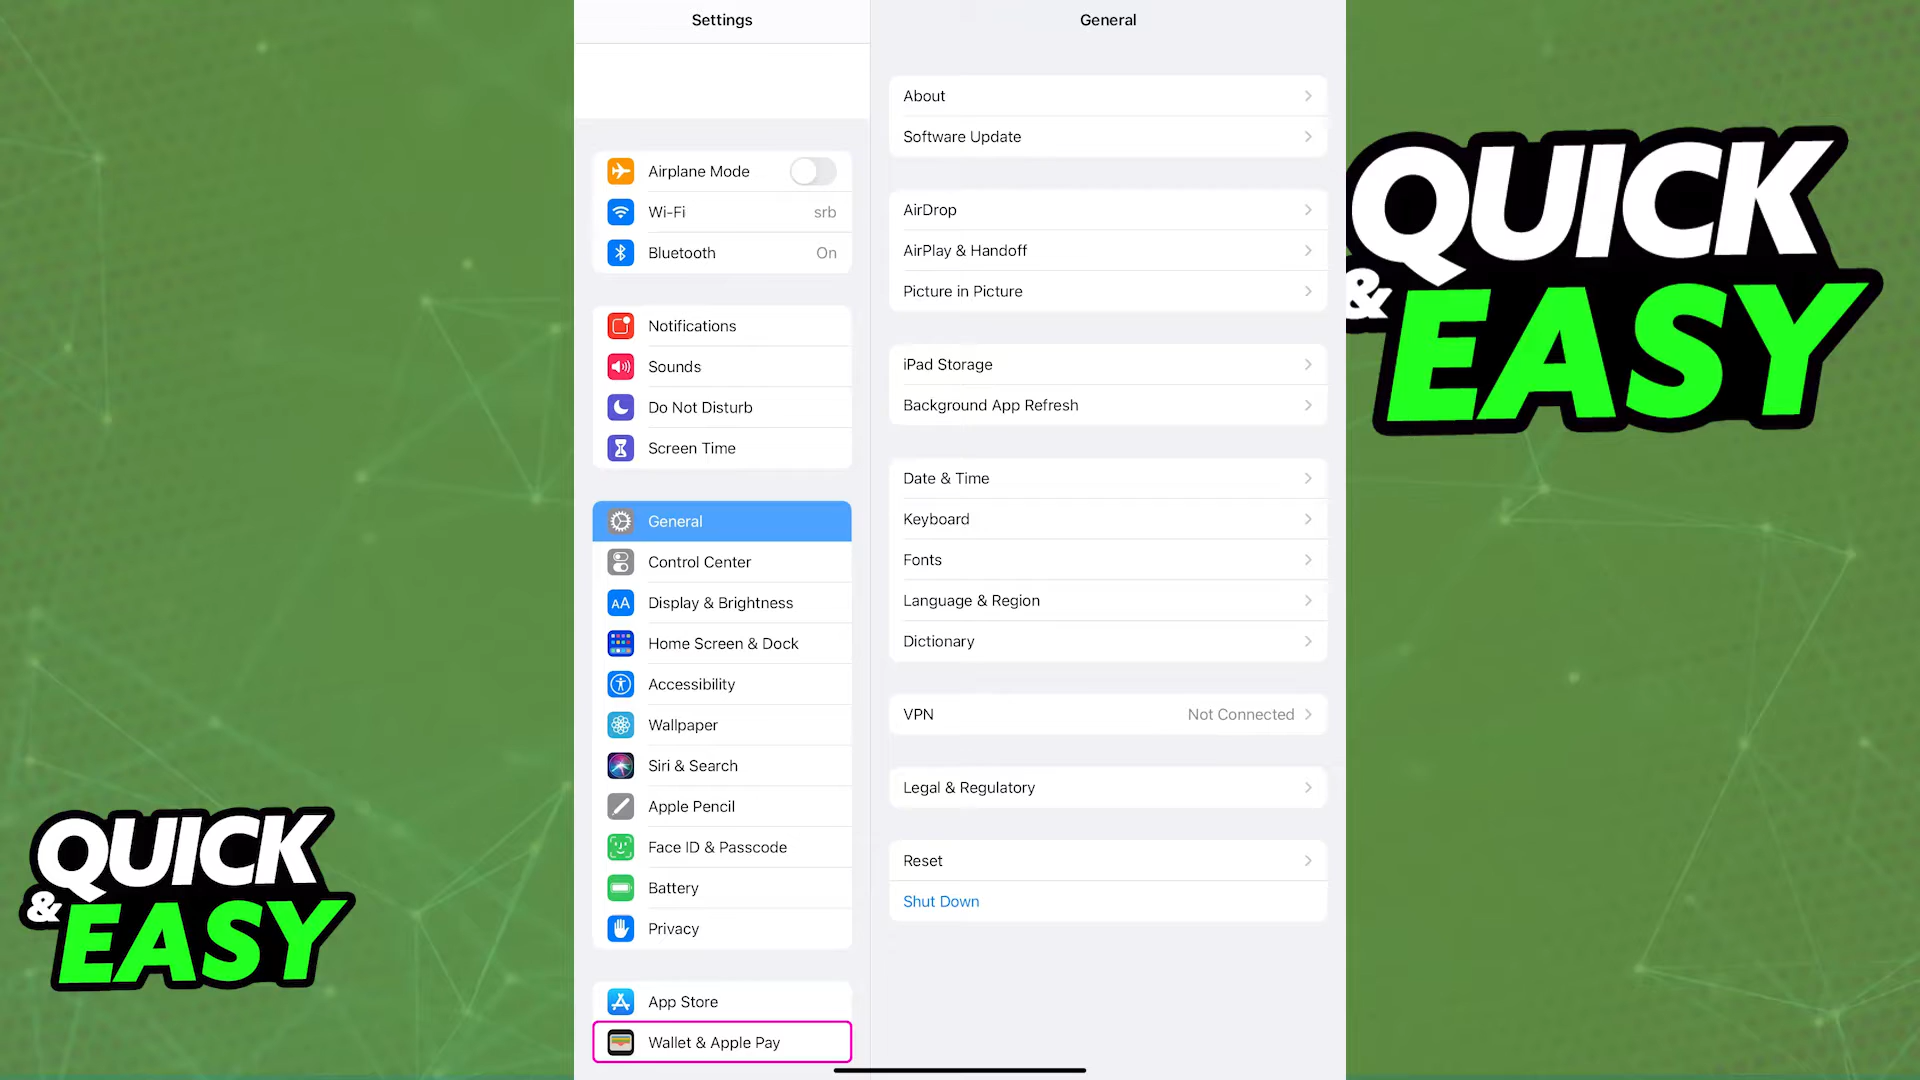 Settings
Airplane Mode
Wi-Fi srb
Bluetooth On
Notifications
Sounds
Do Not Disturb
Screen Time
General
Control Center
AA Display & Brightness
Home Screen & Dock
Accessibility
Wallpaper
Siri & Search
Apple Pencil
Face ID & Passcode
Battery
Privacy
App Store
Wallet & Apple Pay
General
About
Software Update
AirDrop
AirPlay & Handoff
Picture in Picture
iPad Storage
Background App Refresh
Date & Time
Keyboard
Fonts
Language & Region
Dictionary
VPN Not Connected
Legal & Regulatory
Reset
Shut Down
QUICK
& EASY
QUICK
& EASY